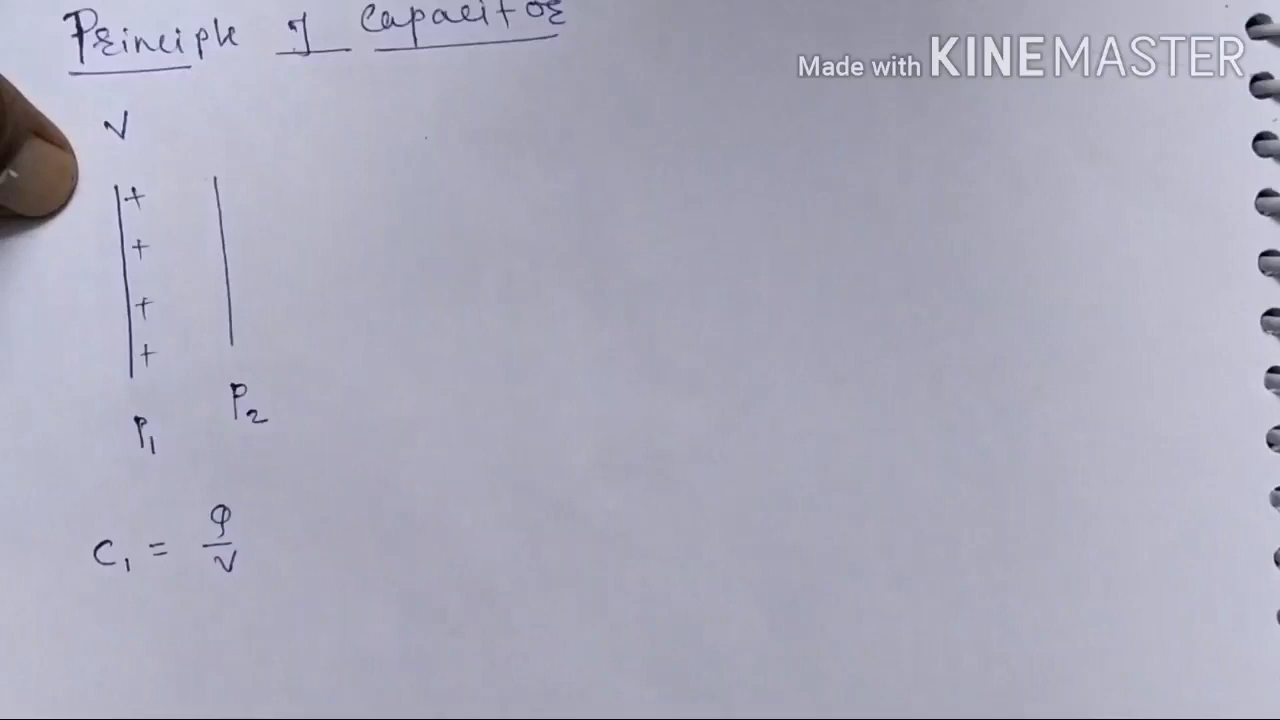 Principle of Capacitor
Made with KINEMASTER
V
+
+
+
+
P2
P1
C1 = Q/V